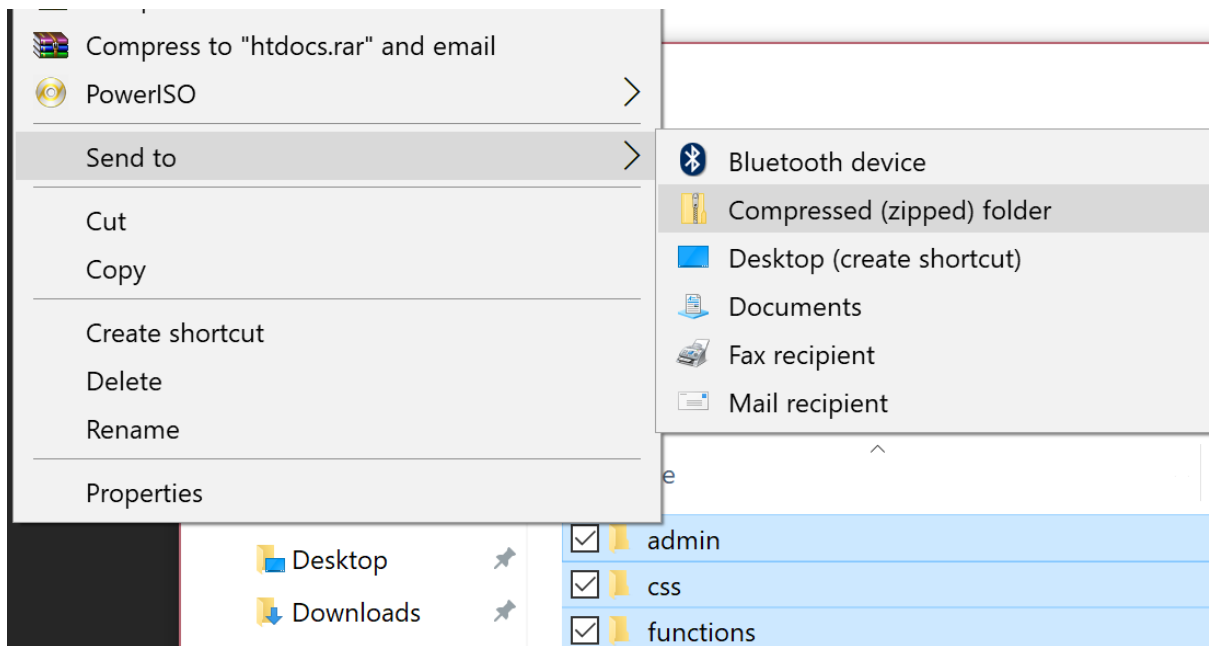 Compress to "htdocs.rar" and email
PowerISO
Send to
Cut
Copy
Create shortcut
Delete
Rename
Properties
Bluetooth device
Compressed (zipped) folder
Desktop (create shortcut)
Documents
Fax recipient
Mail recipient
Desktop
Downloads
admin
css
functions